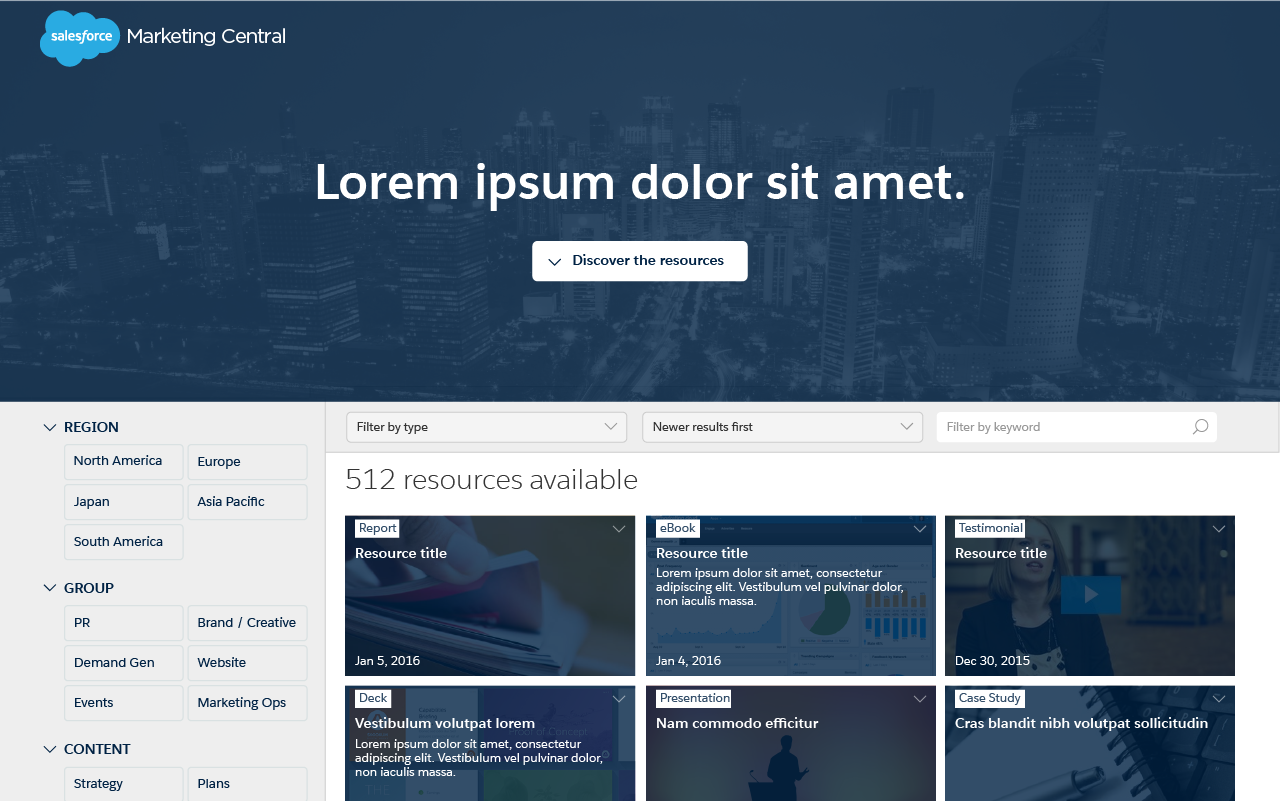 salesforce Marketing Central
Lorem ipsum dolor sit amet.
Discover the resources
REGION
North America
Europe
Japan
Asia Pacific
South America
GROUP
PR
Brand / Creative
Demand Gen
Website
Events
Marketing Ops
CONTENT
Strategy
Plans
Filter by type
Newer results first
Filter by keyword
512 resources available
Report
Resource title
Jan 5, 2016
eBook
Resource title
Lorem ipsum dolor sit amet, consectetur
adipiscing elit. Vestibulum vel pulvinar dolor,
non iaculis massa.
Jan 4, 2016
Testimonial
Resource title
Dec 30, 2015
Deck
Vestibulum volutpat lorem
Proof of Concept
Lorem ipsum dolor sit amet, consectetur
adipiscing elit. Vestibulum vel pulvinar dolor,
non iaculis massa.
Presentation
Nam commodo efficitur
Case Study
Cras blandit nibh volutpat sollicitudin